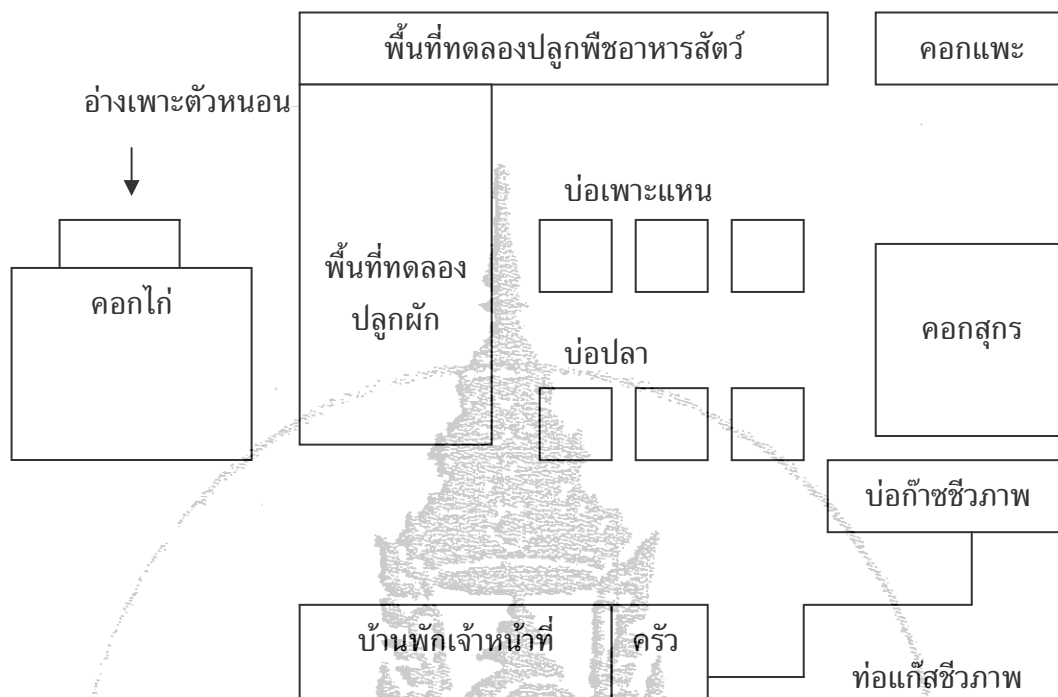 พื้นที่ทดลองปลูกพืชอาหารสัตว์
คอกแพะ
อ่างเพาะตัวหนอน
บ่อเพาะแหน
พื้นที่ทดลอง
ปลูกผัก
คอกไก่
คอกสุกร
บ่อปลา
บ่อก๊าซชีวภาพ
บ้านพักเจ้าหน้าที่
ครัว
ท่อแก๊สชีวภาพ